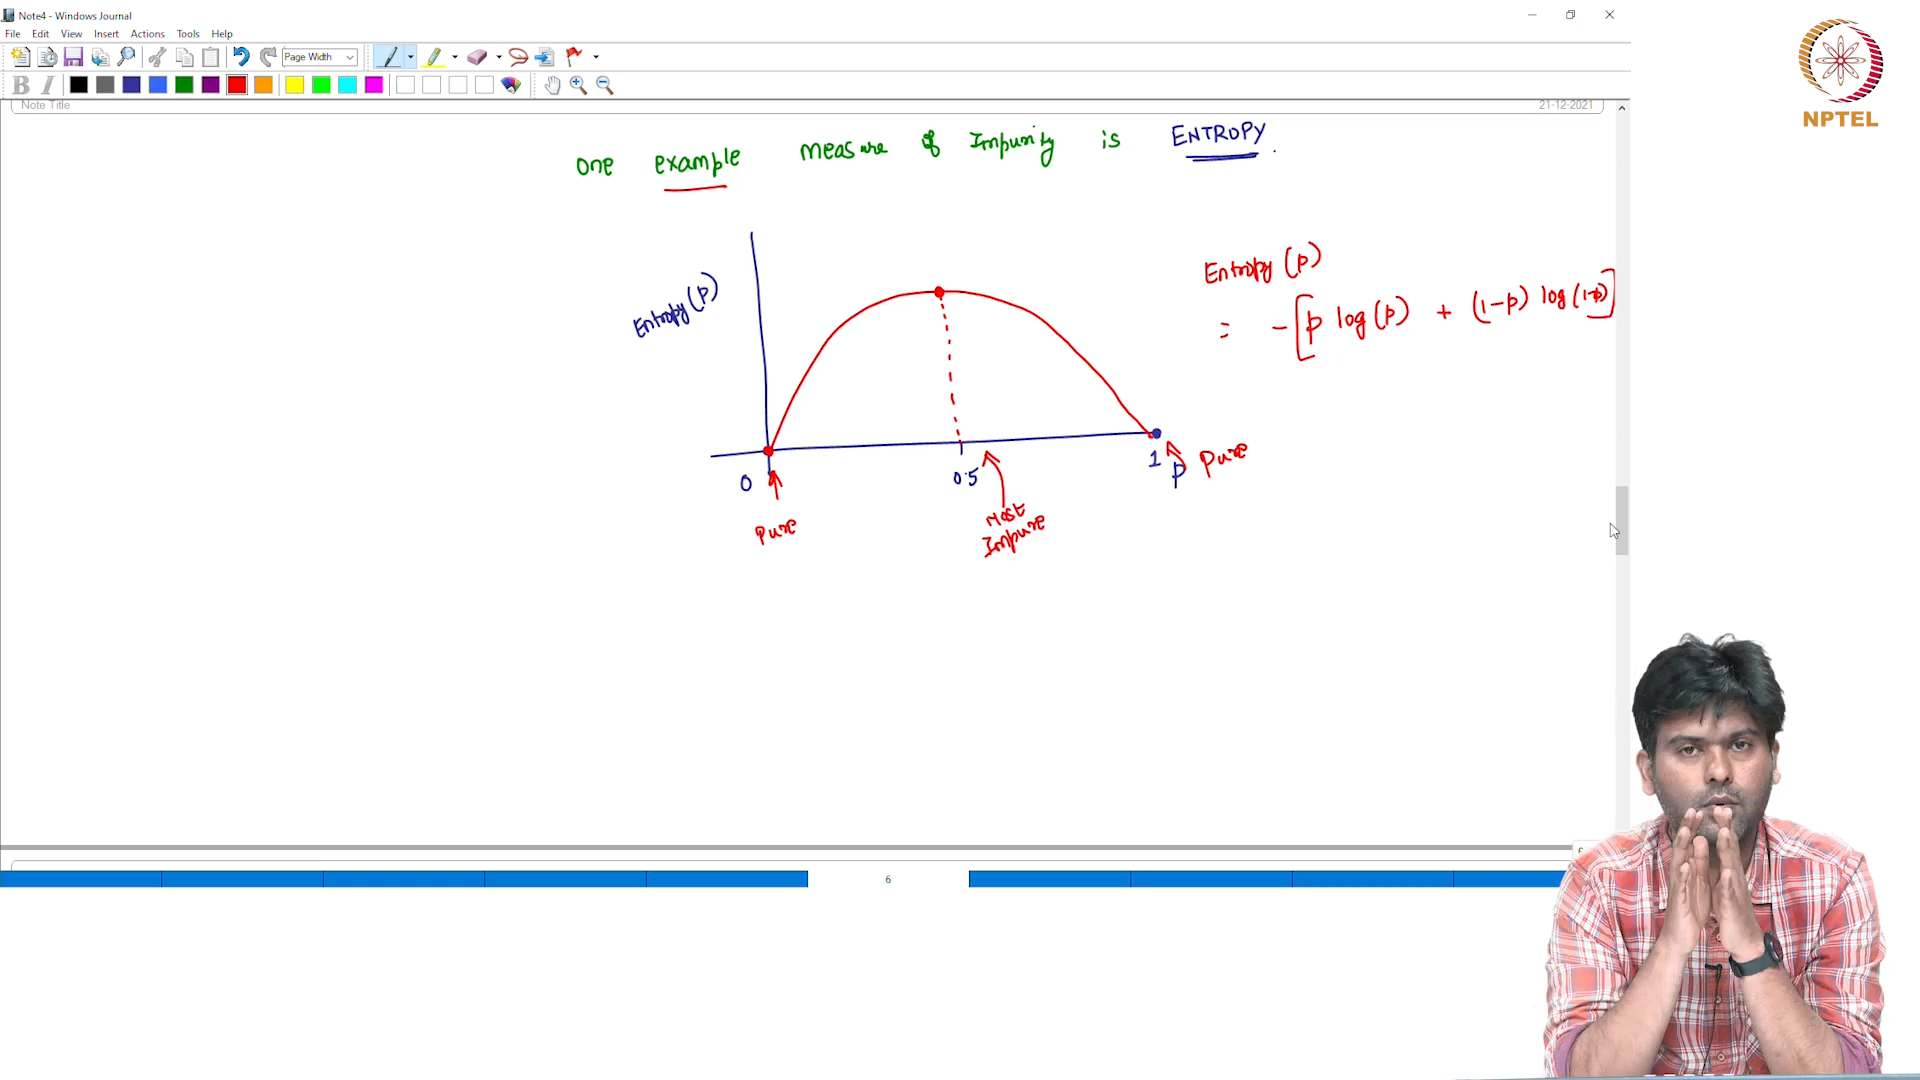 Note4 - Windows Journal
File Edit View Insert Actions Tools Help
Page Width
B I
Note Title 21-12-2021
One example measure of Impurity is ENTROPY.
Entropy(p)
Entropy (p)
= -[p log(p) + (1-p) log(1-p)]
0 0.5 1 p
Pure
Most
Impure
Pure
6
6
NPTEL